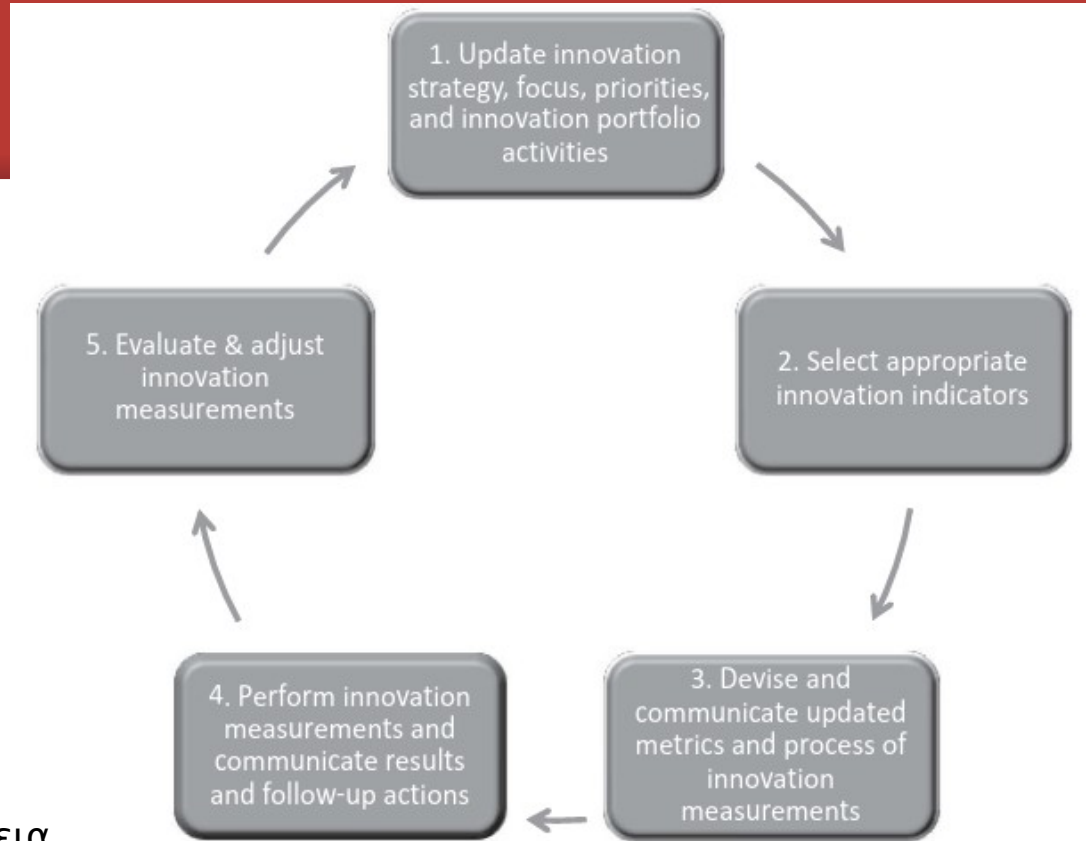 1. Update innovation
strategy, focus, priorities,
and innovation portfolio
activities
2. Select appropriate
innovation indicators
3. Devise and
communicate updated
metrics and process of
innovation
measurements
4. Perform innovation
measurements and
communicate results
and follow-up actions
5. Evaluate & adjust
innovation
measurements